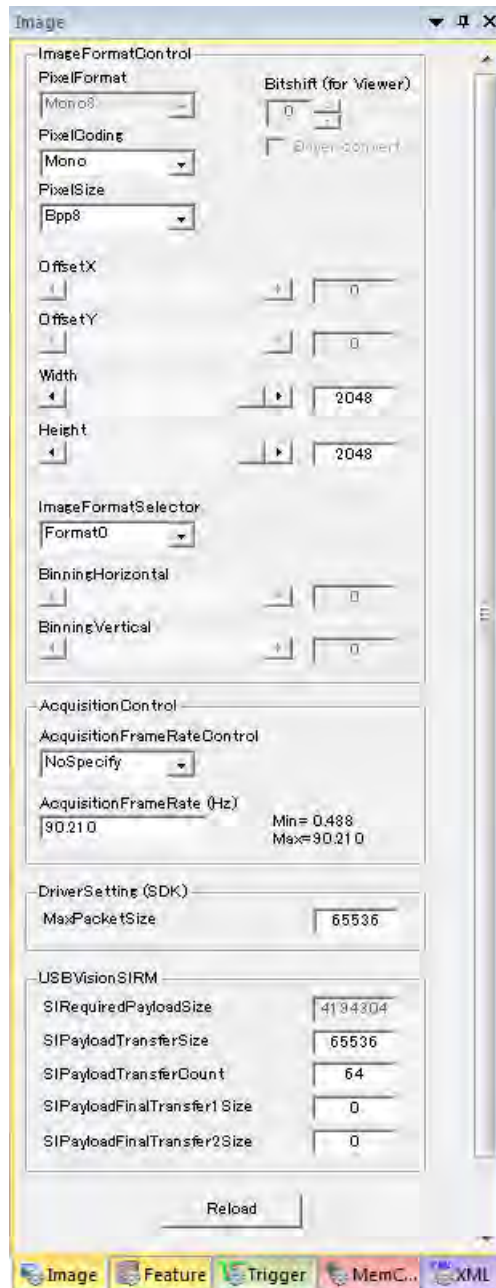 Image
ImageFormatControl
PixelFormat
Bitshift (for Viewer)
Mono8
0
Driver convert
PixelCoding
Mono
PixelSize
Bpp8
OffsetX
0
OffsetY
0
Width
2048
Height
2048
ImageFormatSelector
Format0
BinningHorizontal
0
BinningVertical
0
AcquisitionControl
AcquisitionFrameRateControl
NoSpecify
AcquisitionFrameRate (Hz)
90.210
Min= 0.488
Max=90.210
DriverSetting (SDK)
MaxPacketSize
65536
USBVisionSIRM
SIRequiredPayloadSize
4194304
SIPayloadTransferSize
65536
SIPayloadTransferCount
64
SIPayloadFinalTransfer1Size
0
SIPayloadFinalTransfer2Size
0
Reload
Image
Feature
Trigger
MemC...
XML